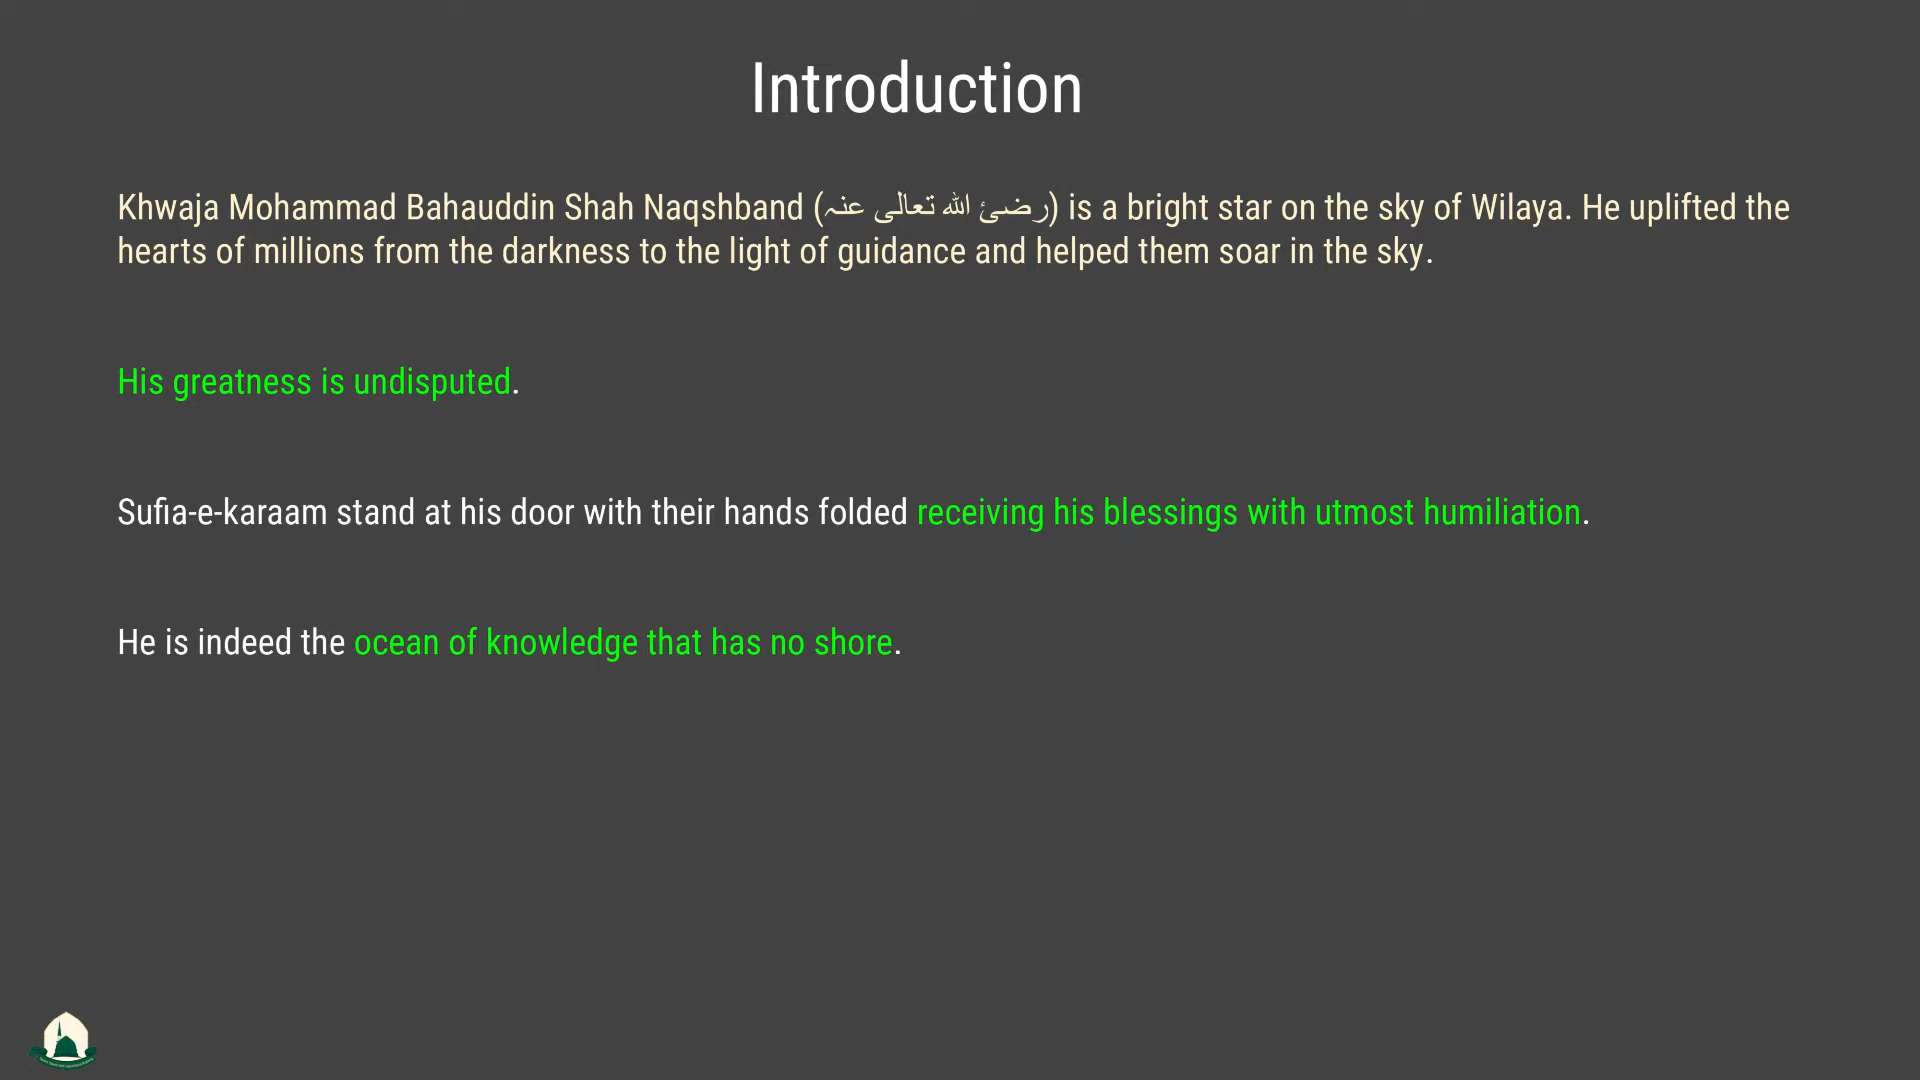 Introduction
Khwaja Mohammad Bahauddin Shah Naqshband (رضئ اللہ تعالی عنہ) is a bright star on the sky of Wilaya. He uplifted the
hearts of millions from the darkness to the light of guidance and helped them soar in the sky.
His greatness is undisputed.
Sufia-e-karaam stand at his door with their hands folded receiving his blessings with utmost humiliation.
He is indeed the ocean of knowledge that has no shore.